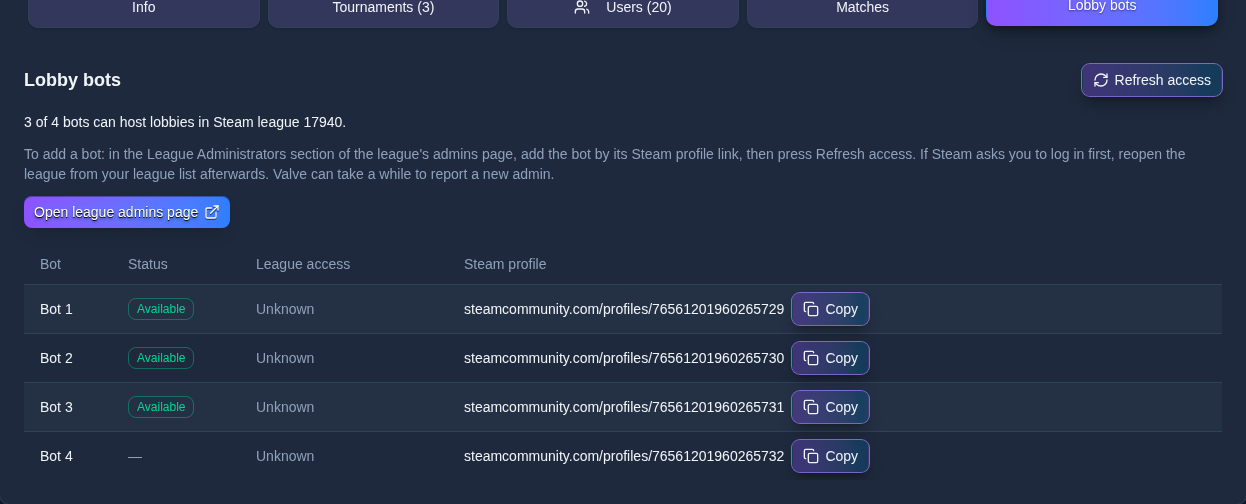 Info
Tournaments (3)
Users (20)
Matches
Lobby bots
Lobby bots
Refresh access
3 of 4 bots can host lobbies in Steam league 17940.
To add a bot: in the League Administrators section of the league's admins page, add the bot by its Steam profile link, then press Refresh access. If Steam asks you to log in first, reopen the
league from your league list afterwards. Valve can take a while to report a new admin.
Open league admins page
Bot Status League access Steam profile
Bot 1 Available Unknown steamcommunity.com/profiles/76561201960265729 Copy
Bot 2 Available Unknown steamcommunity.com/profiles/76561201960265730 Copy
Bot 3 Available Unknown steamcommunity.com/profiles/76561201960265731 Copy
Bot 4 — Unknown steamcommunity.com/profiles/76561201960265732 Copy